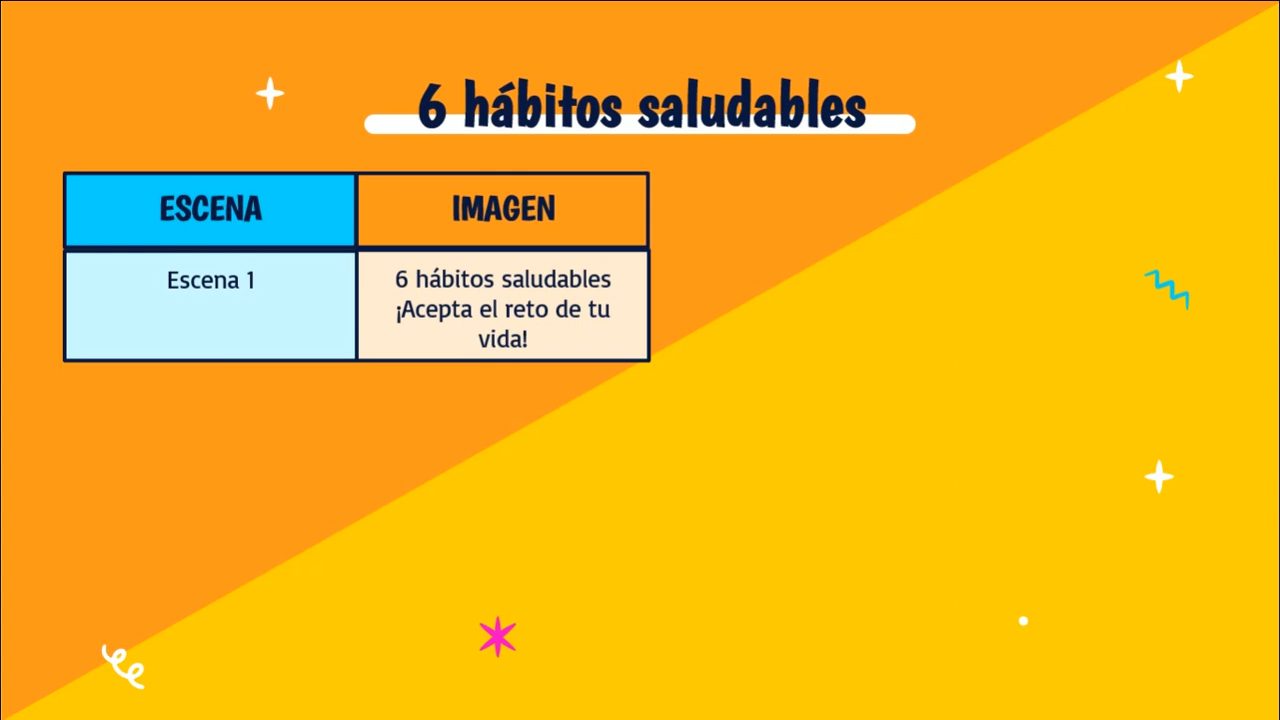 6 hábitos saludables
ESCENA
IMAGEN
Escena 1
6 hábitos saludables
¡Acepta el reto de tu
vida!